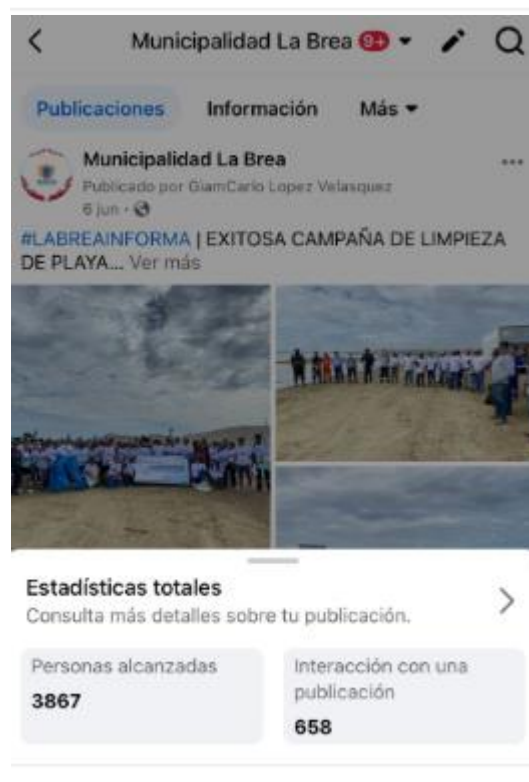 Municipalidad La Brea 9+
Publicaciones Información Más
Municipalidad La Brea
Publicado por GiamCarlo Lopez Velasquez
6 jun ·
#LABREAINFORMA | EXITOSA CAMPAÑA DE LIMPIEZA
DE PLAYA... Ver más
Estadísticas totales
Consulta más detalles sobre tu publicación.
Personas alcanzadas
3867
Interacción con una
publicación
658